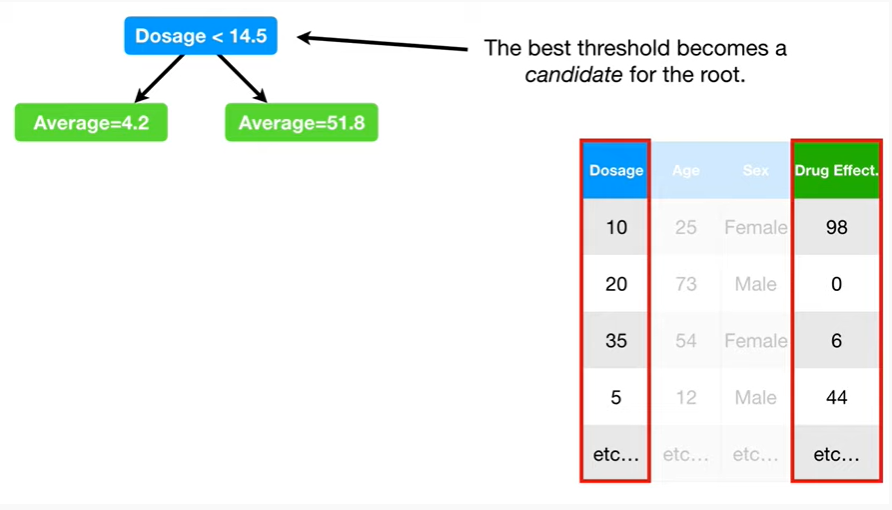 Dosage < 14.5
The best threshold becomes a
candidate for the root.
Average=4.2 Average=51.8
Dosage Age Sex Drug Effect.
10 25 Female 98
20 73 Male 0
35 54 Female 6
5 12 Male 44
etc... etc... etc... etc...